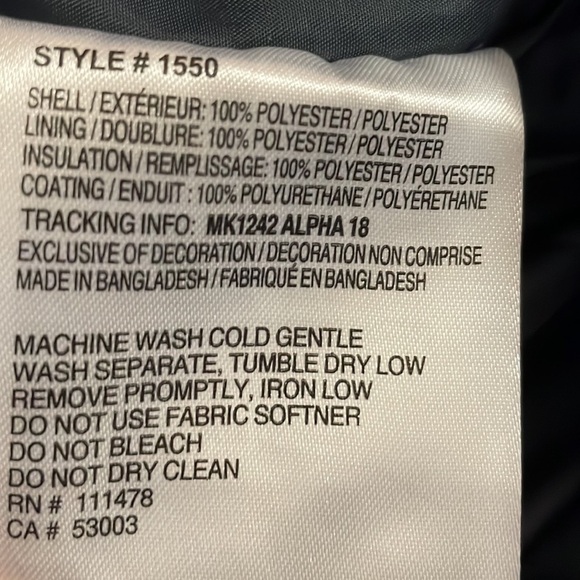 STYLE # 1550
SHELL / EXTÉRIEUR: 100% POLYESTER / POLYESTER
LINING / DOUBLURE: 100% POLYESTER / POLYESTER
INSULATION / REMPLISSAGE: 100% POLYESTER / POLYESTER
COATING / ENDUIT : 100% POLYURETHANE / POLYÉRETHANE
TRACKING INFO: MK1242 ALPHA 18
EXCLUSIVE OF DECORATION / DECORATION NON COMPRISE
MADE IN BANGLADESH / FABRIQUÉ EN BANGLADESH
MACHINE WASH COLD GENTLE
WASH SEPARATE, TUMBLE DRY LOW
REMOVE PROMPTLY, IRON LOW
DO NOT USE FABRIC SOFTNER
DO NOT BLEACH
DO NOT DRY CLEAN
RN # 111478
CA # 53003